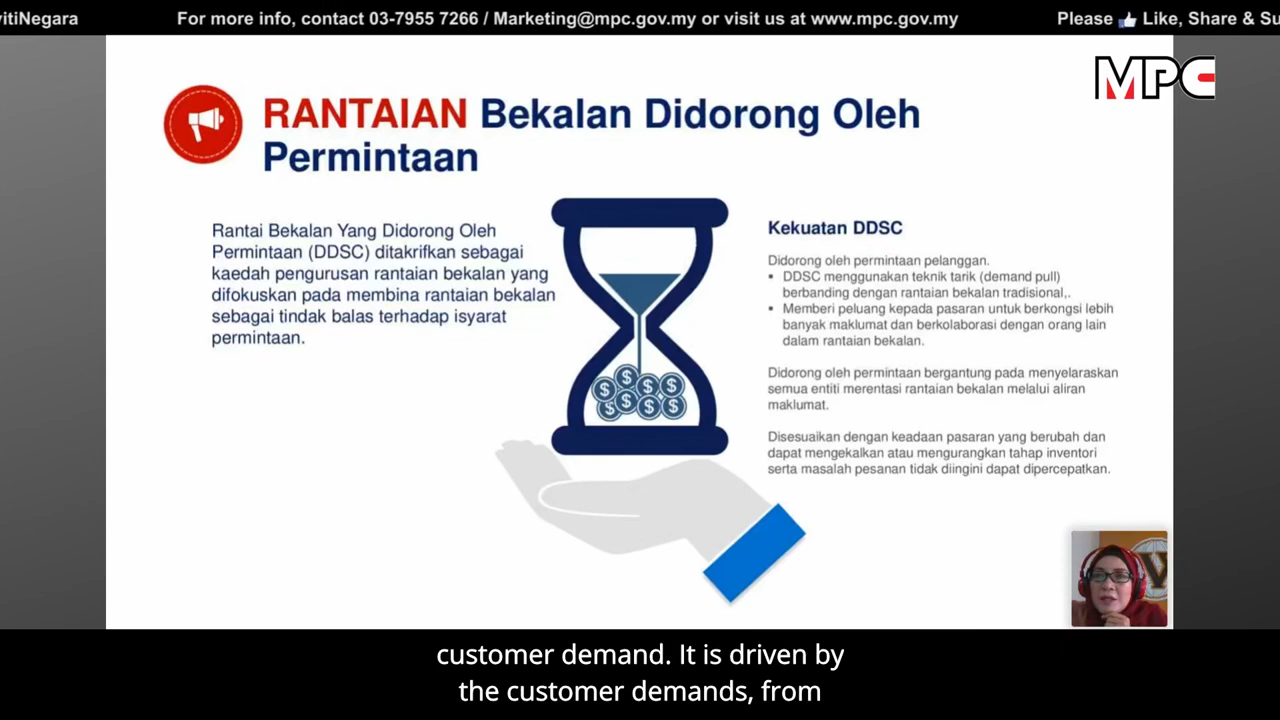 vitiNegara For more info, contact 03-7955 7266 / Marketing@mpc.gov.my or visit us at www.mpc.gov.my Please Like, Share & Su
MPC
RANTAIAN Bekalan Didorong Oleh
Permintaan
Rantai Bekalan Yang Didorong Oleh
Permintaan (DDSC) ditakrifkan sebagai
kaedah pengurusan rantaian bekalan yang
difokuskan pada membina rantaian bekalan
sebagai tindak balas terhadap isyarat
permintaan.
$ $ $ $
$ $ $ $
Kekuatan DDSC
Didorong oleh permintaan pelanggan.
▪ DDSC menggunakan teknik tarik (demand pull)
berbanding dengan rantaian bekalan tradisional,.
▪ Memberi peluang kepada pasaran untuk berkongsi lebih
banyak maklumat dan berkolaborasi dengan orang lain
dalam rantaian bekalan.
Didorong oleh permintaan bergantung pada menyelaraskan
semua entiti merentasi rantaian bekalan melalui aliran
maklumat.
Disesuaikan dengan keadaan pasaran yang berubah dan
dapat mengekalkan atau mengurangkan tahap inventori
serta masalah pesanan tidak diingini dapat dipercepatkan.
customer demand. It is driven by
the customer demands, from